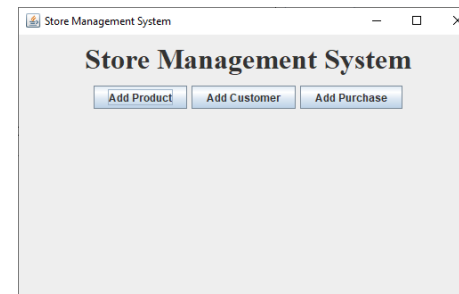 Store Management System
Store Management System
Add Product Add Customer Add Purchase